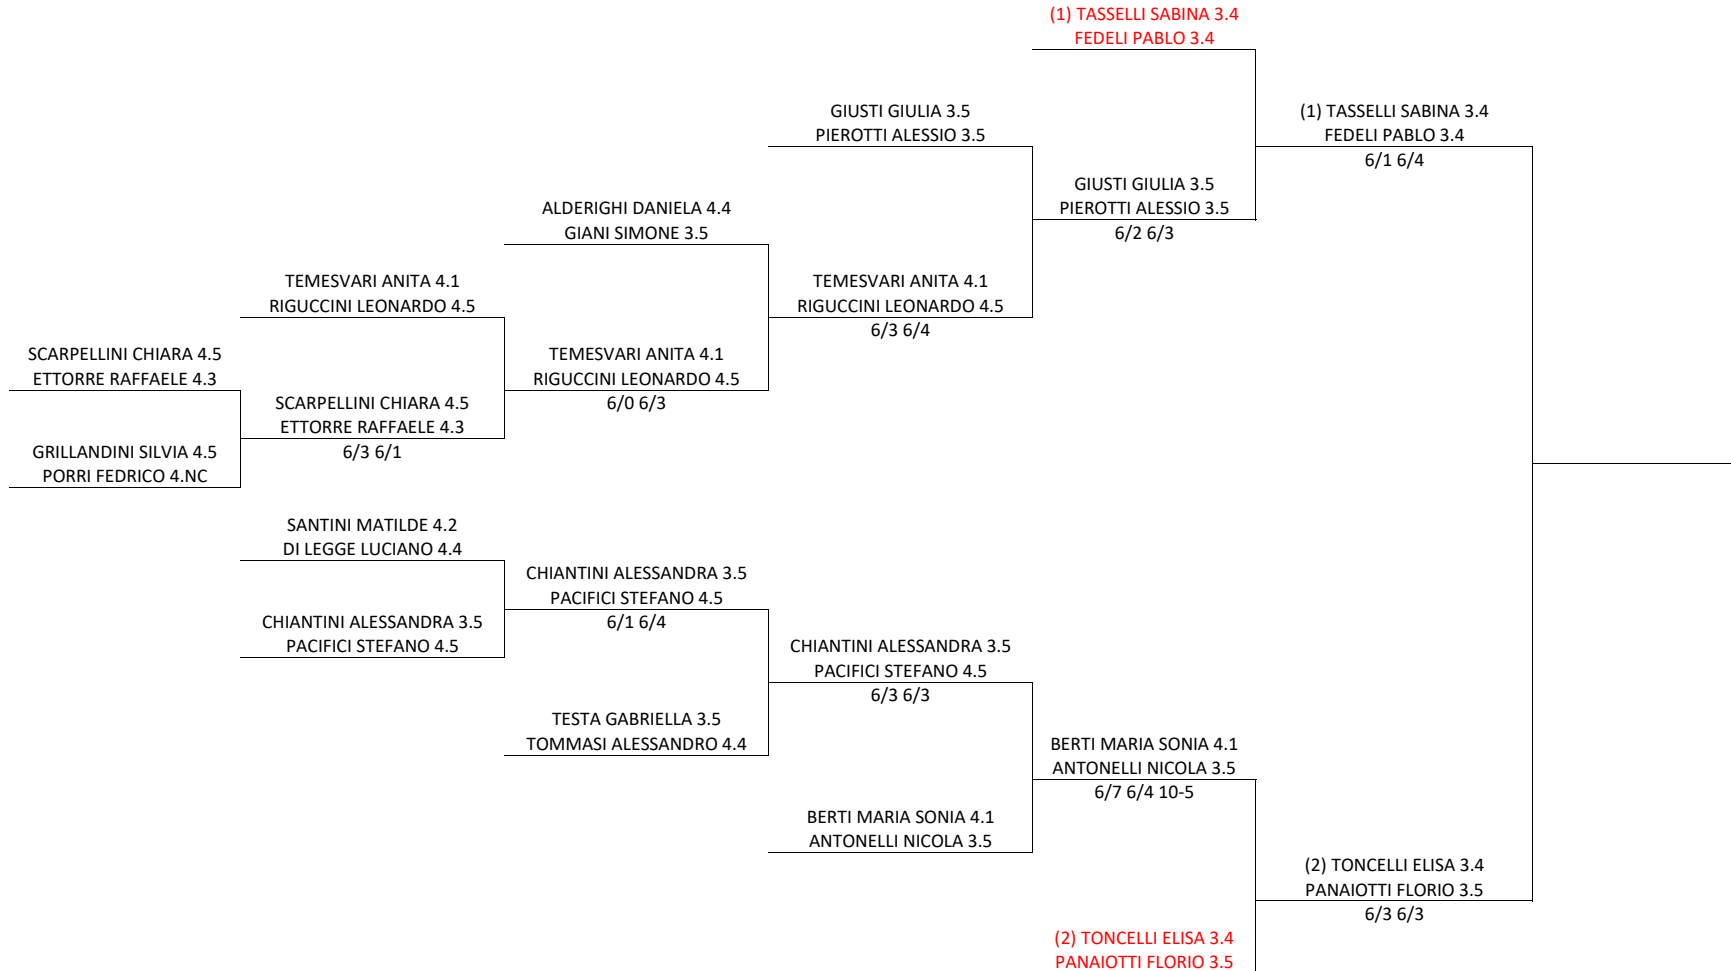 (1) TASSELLI SABINA 3.4
FEDELI PABLO 3.4
GIUSTI GIULIA 3.5
PIEROTTI ALESSIO 3.5
(1) TASSELLI SABINA 3.4
FEDELI PABLO 3.4
6/1 6/4
GIUSTI GIULIA 3.5
PIEROTTI ALESSIO 3.5
6/2 6/3
ALDERIGHI DANIELA 4.4
GIANI SIMONE 3.5
TEMESVARI ANITA 4.1
RIGUCCINI LEONARDO 4.5
TEMESVARI ANITA 4.1
RIGUCCINI LEONARDO 4.5
6/3 6/4
SCARPELLINI CHIARA 4.5
ETTORRE RAFFAELE 4.3
TEMESVARI ANITA 4.1
RIGUCCINI LEONARDO 4.5
6/0 6/3
SCARPELLINI CHIARA 4.5
ETTORRE RAFFAELE 4.3
6/3 6/1
GRILLANDINI SILVIA 4.5
PORRI FEDRICO 4.NC
SANTINI MATILDE 4.2
DI LEGGE LUCIANO 4.4
CHIANTINI ALESSANDRA 3.5
PACIFICI STEFANO 4.5
6/1 6/4
CHIANTINI ALESSANDRA 3.5
PACIFICI STEFANO 4.5
CHIANTINI ALESSANDRA 3.5
PACIFICI STEFANO 4.5
6/3 6/3
TESTA GABRIELLA 3.5
TOMMASI ALESSANDRO 4.4
BERTI MARIA SONIA 4.1
ANTONELLI NICOLA 3.5
6/7 6/4 10-5
BERTI MARIA SONIA 4.1
ANTONELLI NICOLA 3.5
(2) TONCELLI ELISA 3.4
PANAIOTTI FLORIO 3.5
6/3 6/3
(2) TONCELLI ELISA 3.4
PANAIOTTI FLORIO 3.5